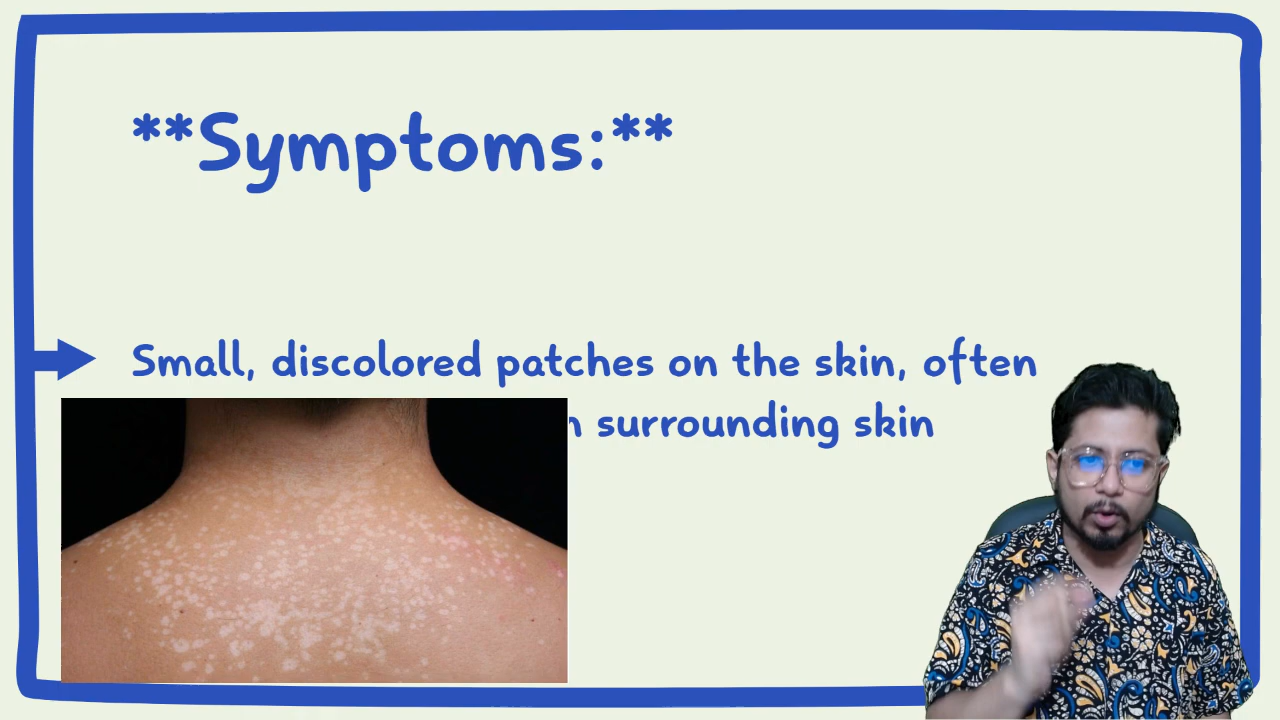 **Symptoms:**
Small, discolored patches on the skin, often
surrounding skin